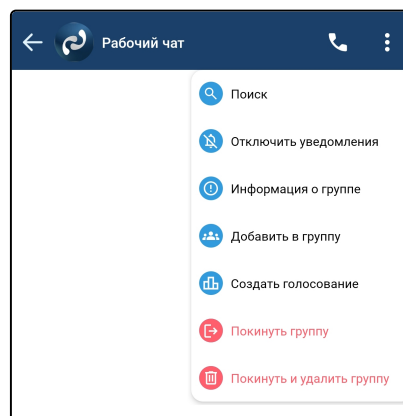 Рабочий чат
Поиск
Отключить уведомления
Информация о группе
Добавить в группу
Создать голосование
Покинуть группу
Покинуть и удалить группу